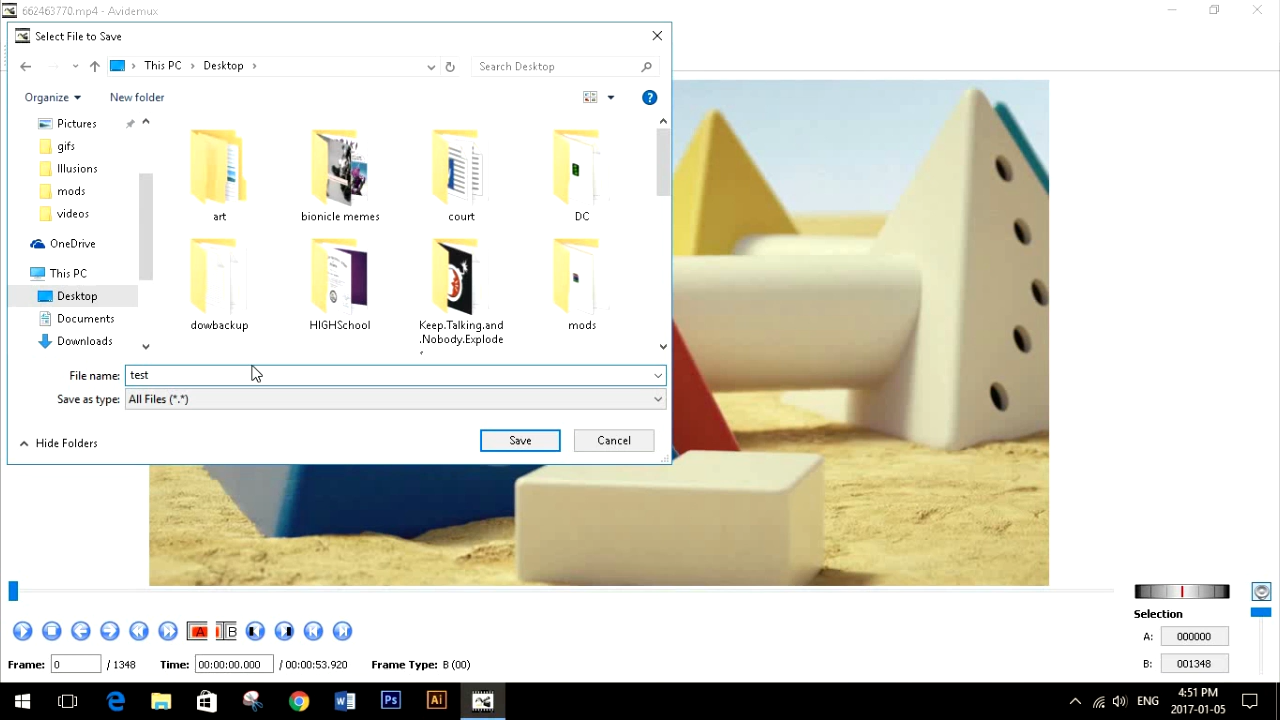 662463770.mp4 - Avidemux
Select File to Save
This PC > Desktop >
Search Desktop
Organize
New folder
Pictures
gifs
Illusions
mods
videos
OneDrive
This PC
Desktop
Documents
Downloads
art
bionicle memes
court
DC
dowbackup
HIGHSchool
Keep.Talking.and
.Nobody.Explode
mods
File name: test
Save as type: All Files (*.*)
Hide Folders
Save
Cancel
A B
Selection
A: 000000
B: 001348
Frame: 0 / 1348 Time: 00:00:00.000 / 00:00:53.920 Frame Type: B (00)
Ps
Ai
ENG
4:51 PM
2017-01-05